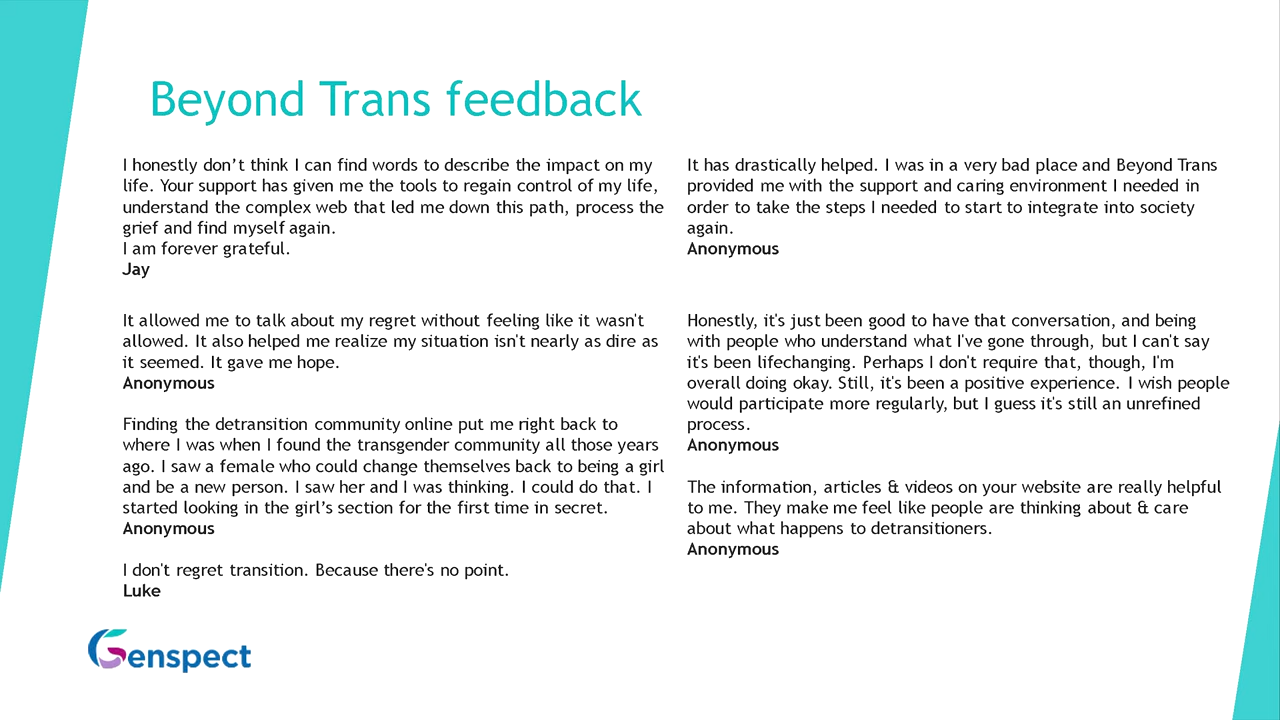 Beyond Trans feedback
I honestly don’t think I can find words to describe the impact on my
life. Your support has given me the tools to regain control of my life,
understand the complex web that led me down this path, process the
grief and find myself again.
I am forever grateful.
Jay
It allowed me to talk about my regret without feeling like it wasn't
allowed. It also helped me realize my situation isn't nearly as dire as
it seemed. It gave me hope.
Anonymous
Finding the detransition community online put me right back to
where I was when I found the transgender community all those years
ago. I saw a female who could change themselves back to being a girl
and be a new person. I saw her and I was thinking. I could do that. I
started looking in the girl’s section for the first time in secret.
Anonymous
I don't regret transition. Because there's no point.
Luke
It has drastically helped. I was in a very bad place and Beyond Trans
provided me with the support and caring environment I needed in
order to take the steps I needed to start to integrate into society
again.
Anonymous
Honestly, it's just been good to have that conversation, and being
with people who understand what I've gone through, but I can't say
it's been lifechanging. Perhaps I don't require that, though, I'm
overall doing okay. Still, it's been a positive experience. I wish people
would participate more regularly, but I guess it's still an unrefined
process.
Anonymous
The information, articles & videos on your website are really helpful
to me. They make me feel like people are thinking about & care
about what happens to detransitioners.
Anonymous
Genspect